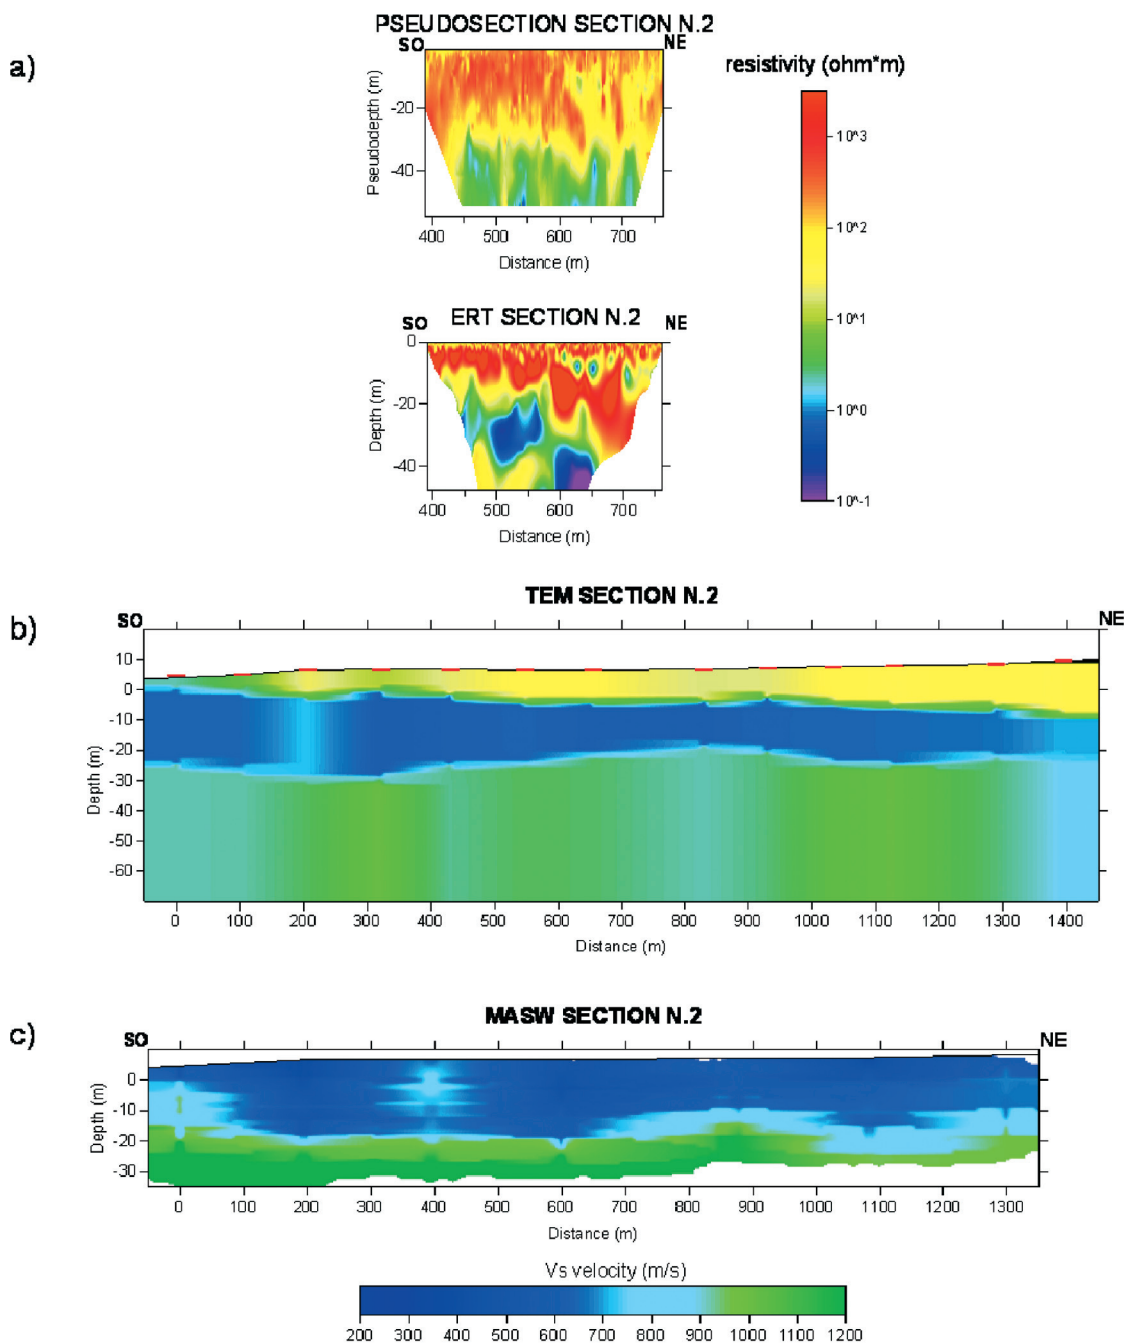 a)
PSEUDOSECTION SECTION N.2
SO NE
Pseudodepth (m)
-20
-40
400 500 600 700
Distance (m)
resistivity (ohm*m)
10^3
10^2
10^1
10^0
10^-1
ERT SECTION N.2
SO NE
Depth (m)
0
-20
-40
400 500 600 700
Distance (m)
b)
TEM SECTION N.2
SO NE
Depth (m)
10
0
-10
-20
-30
-40
-50
-60
0 100 200 300 400 500 600 700 800 900 1000 1100 1200 1300 1400
Distance (m)
c)
MASW SECTION N.2
SO NE
Depth (m)
0
-10
-20
-30
0 100 200 300 400 500 600 700 800 900 1000 1100 1200 1300
Distance (m)
Vs velocity (m/s)
200 300 400 500 600 700 800 900 1000 1100 1200